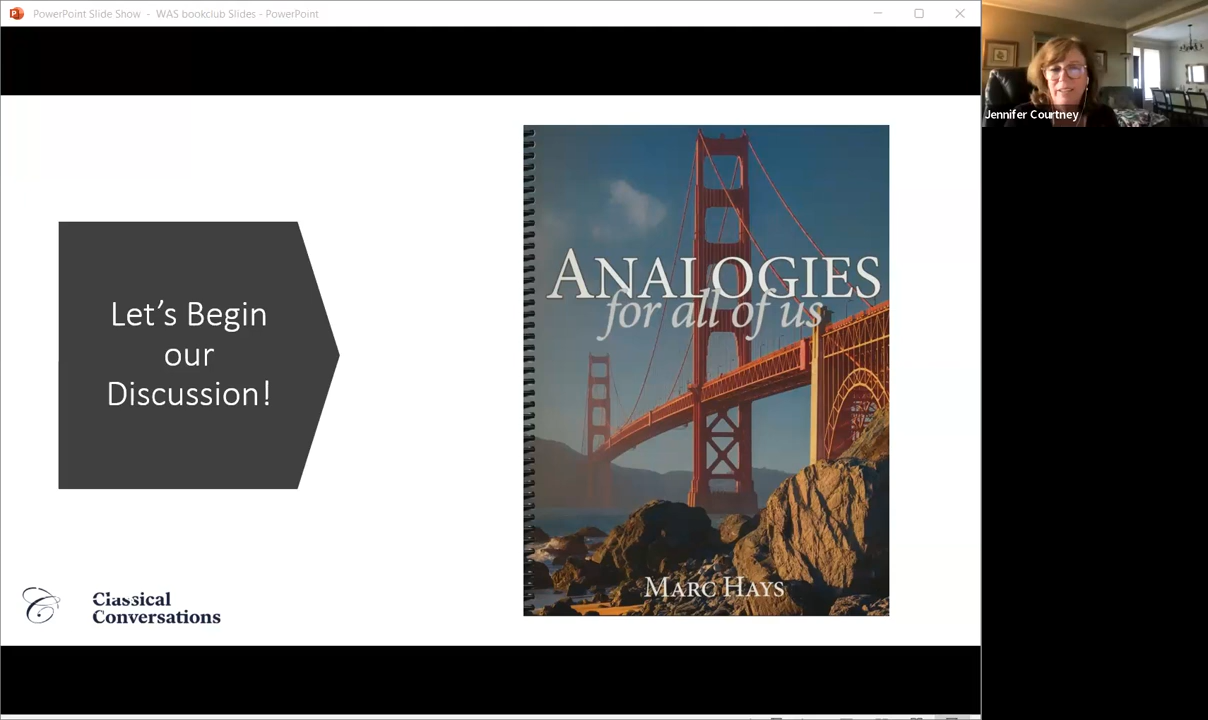 PowerPoint Slide Show - WAS bookclub Slides - PowerPoint
Jennifer Courtney
Let's Begin
our
Discussion!
ANALOGIES
for all of us
MARC HAYS
Classical
Conversations